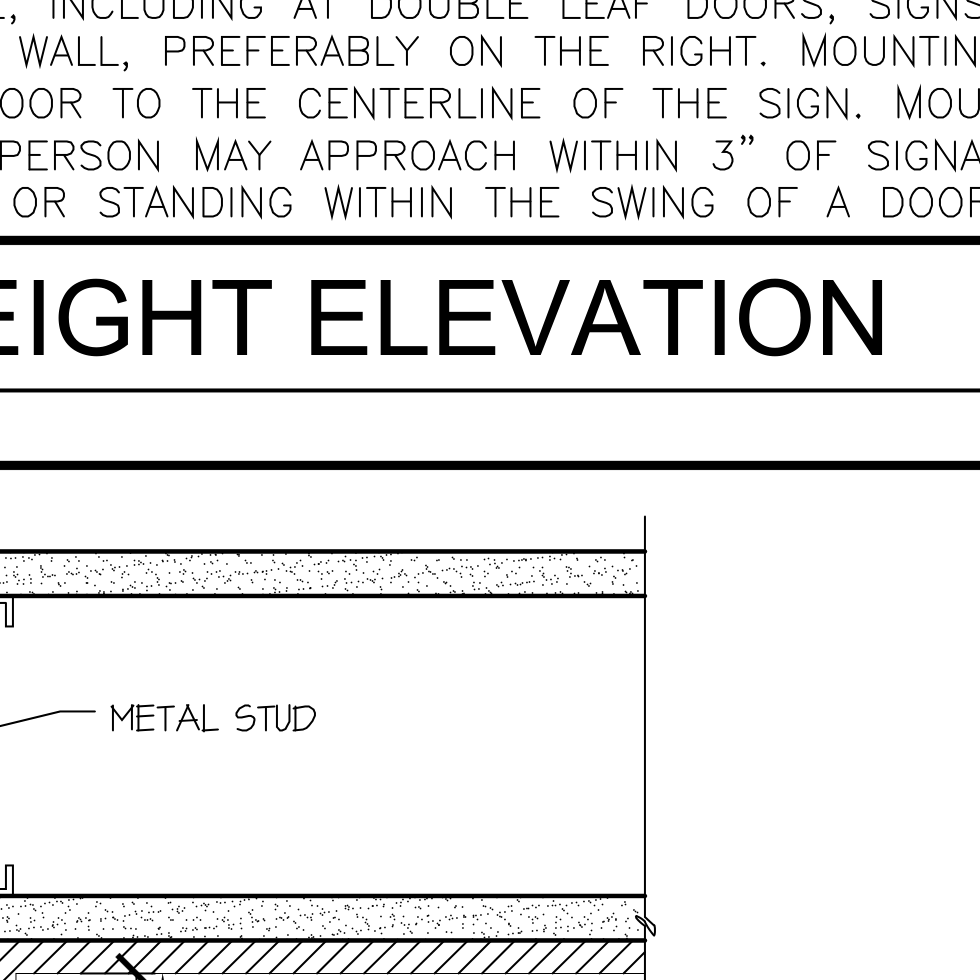 INCLUDING AT DOUBLE LEAF DOORS, SIGNS
WALL, PREFERABLY ON THE RIGHT. MOUNTIN
OOR TO THE CENTERLINE OF THE SIGN. MOU
PERSON MAY APPROACH WITHIN 3” OF SIGNA
OR STANDING WITHIN THE SWING OF A DOOR
EIGHT ELEVATION
METAL STUD